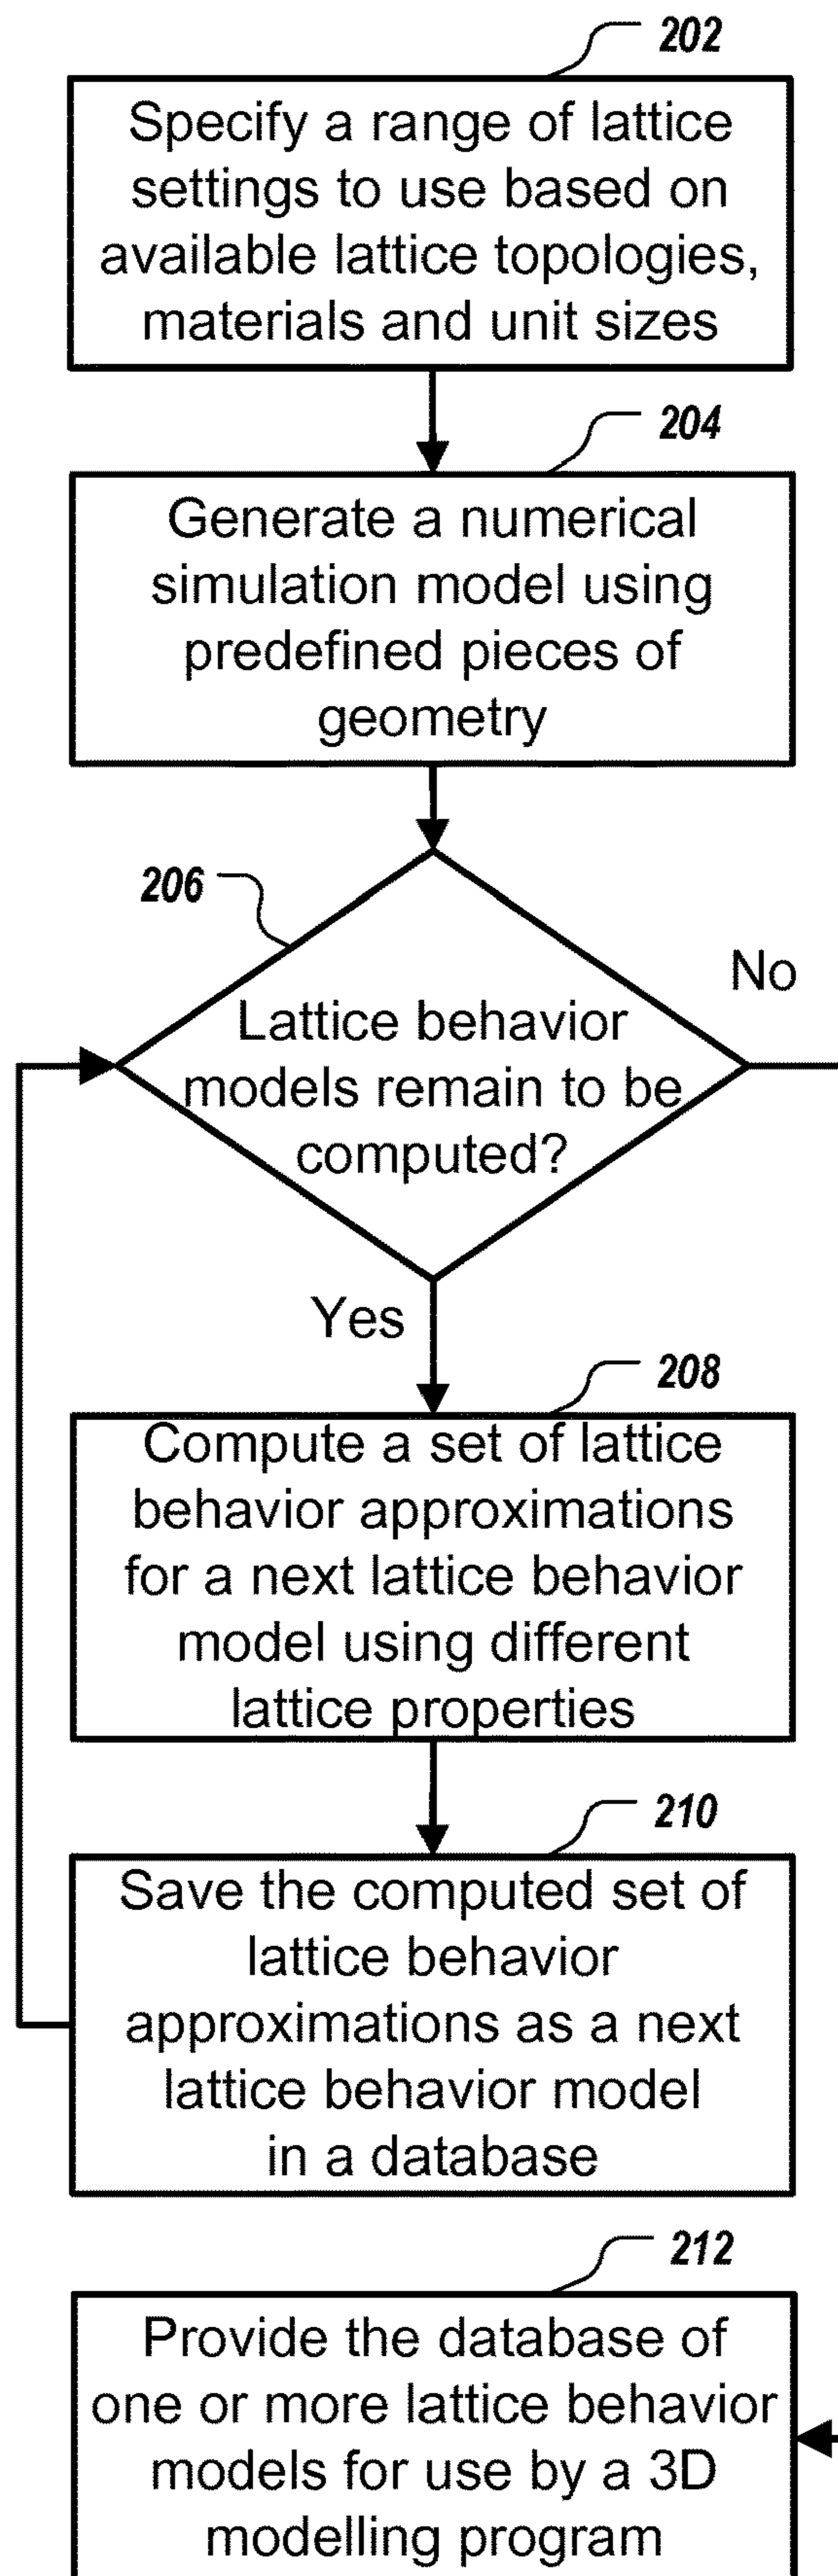 202
Specify a range of lattice
settings to use based on
available lattice topologies,
materials and unit sizes
204
Generate a numerical
simulation model using
predefined pieces of
geometry
206
No
Lattice behavior
models remain to be
computed?
Yes
208
Compute a set of lattice
behavior approximations
for a next lattice behavior
model using different
lattice properties
210
Save the computed set of
lattice behavior
approximations as a next
lattice behavior model
in a database
212
Provide the database of
one or more lattice behavior
models for use by a 3D
modelling program